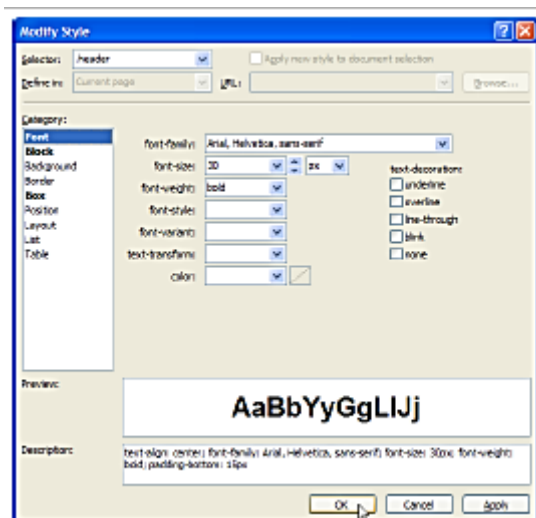 Modify Style
Selector: .header Apply new style to document selection
Define in: Current page URL: Browse...
Category:
Font
Block
Background
Border
Box
Position
Layout
List
Table
font-family: Arial, Helvetica, sans-serif
font-size: 30 px
font-weight: bold
font-style:
font-variant:
text-transform:
color:
text-decoration:
underline
overline
line-through
blink
none
Preview:
AaBbYyGgLlJj
Description:
text-align: center; font-family: Arial, Helvetica, sans-serif; font-size: 30px; font-weight:
bold; padding-bottom: 15px
OK Cancel Apply